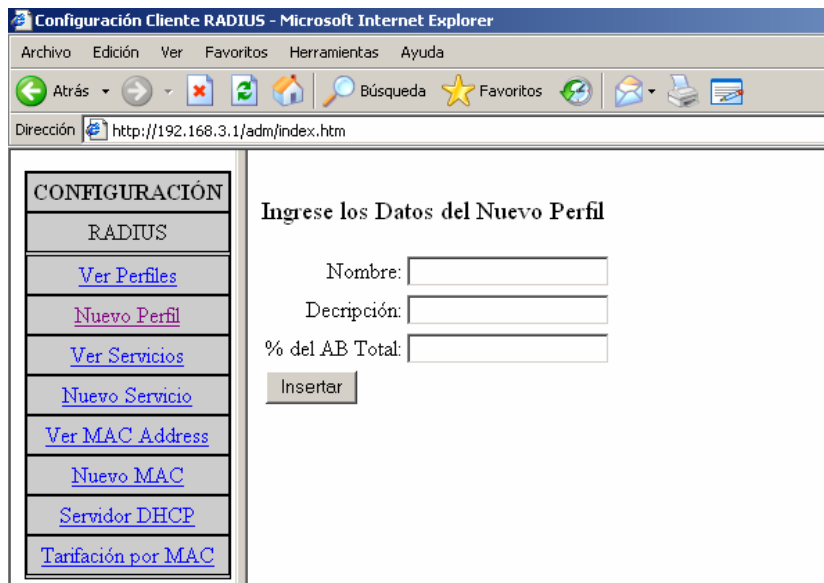 Configuración Cliente RADIUS - Microsoft Internet Explorer
Archivo Edición Ver Favoritos Herramientas Ayuda
Atrás Búsqueda Favoritos
Dirección http://192.168.3.1/adm/index.htm
CONFIGURACIÓN
RADIUS
Ver Perfiles
Nuevo Perfil
Ver Servicios
Nuevo Servicio
Ver MAC Address
Nuevo MAC
Servidor DHCP
Tarifación por MAC
Ingrese los Datos del Nuevo Perfil
Nombre:
Decripción:
% del AB Total:
Insertar